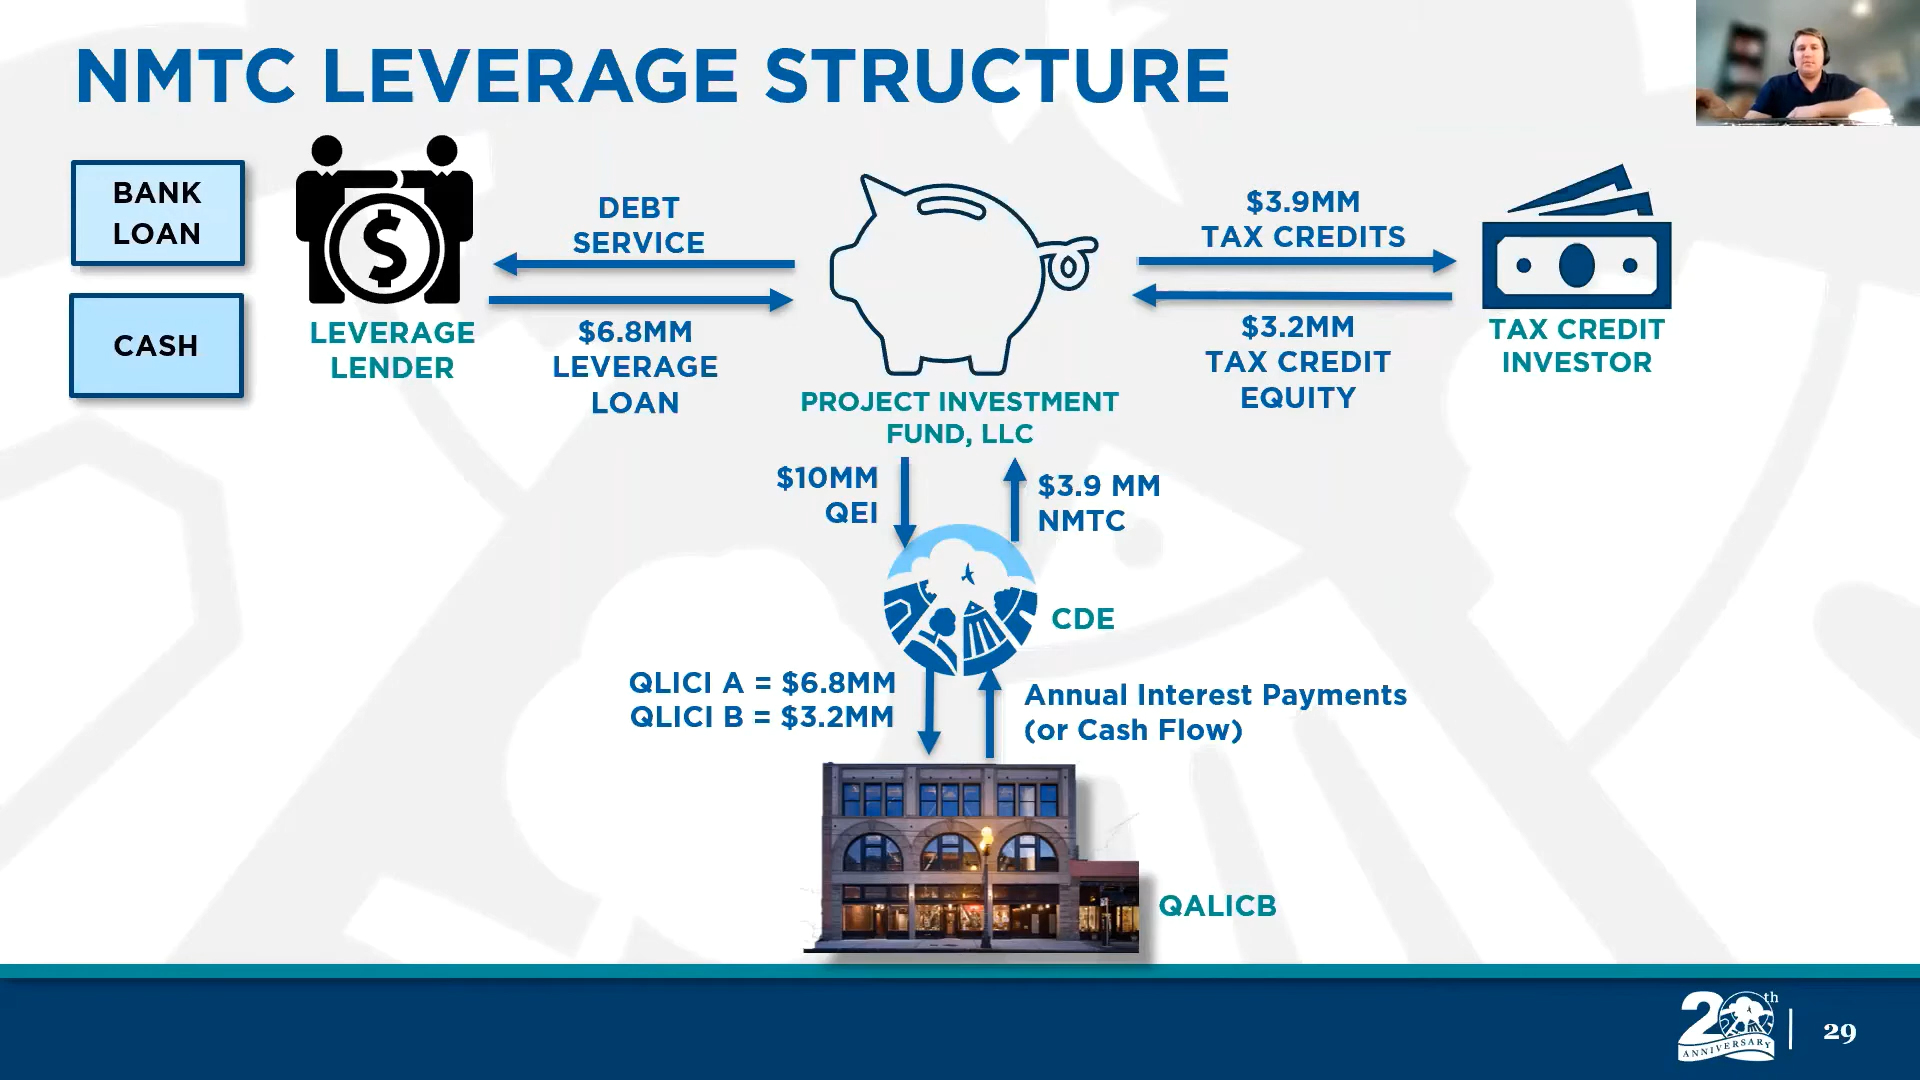 NMTC LEVERAGE STRUCTURE
BANK
LOAN
CASH
LEVERAGE
LENDER
DEBT
SERVICE
$6.8MM
LEVERAGE
LOAN
PROJECT INVESTMENT
FUND, LLC
$3.9MM
TAX CREDITS
$3.2MM
TAX CREDIT
EQUITY
TAX CREDIT
INVESTOR
$10MM
QEI
$3.9 MM
NMTC
CDE
QLICI A = $6.8MM
QLICI B = $3.2MM
Annual Interest Payments
(or Cash Flow)
QALICB
20th
ANNIVERSARY
29